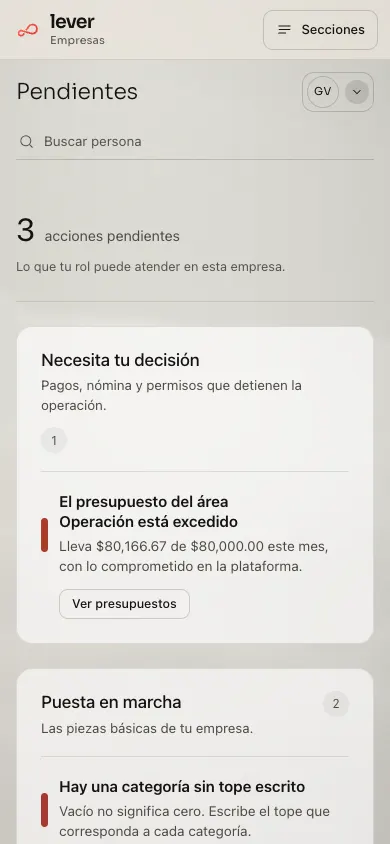 lever
Empresas
Secciones
Pendientes
GV
Buscar persona
3 acciones pendientes
Lo que tu rol puede atender en esta empresa.
Necesita tu decisión
Pagos, nómina y permisos que detienen la
operación.
1
El presupuesto del área
Operación está excedido
Lleva $80,166.67 de $80,000.00 este mes,
con lo comprometido en la plataforma.
Ver presupuestos
Puesta en marcha
2
Las piezas básicas de tu empresa.
Hay una categoría sin tope escrito
Vacío no significa cero. Escribe el tope que
corresponda a cada categoría.